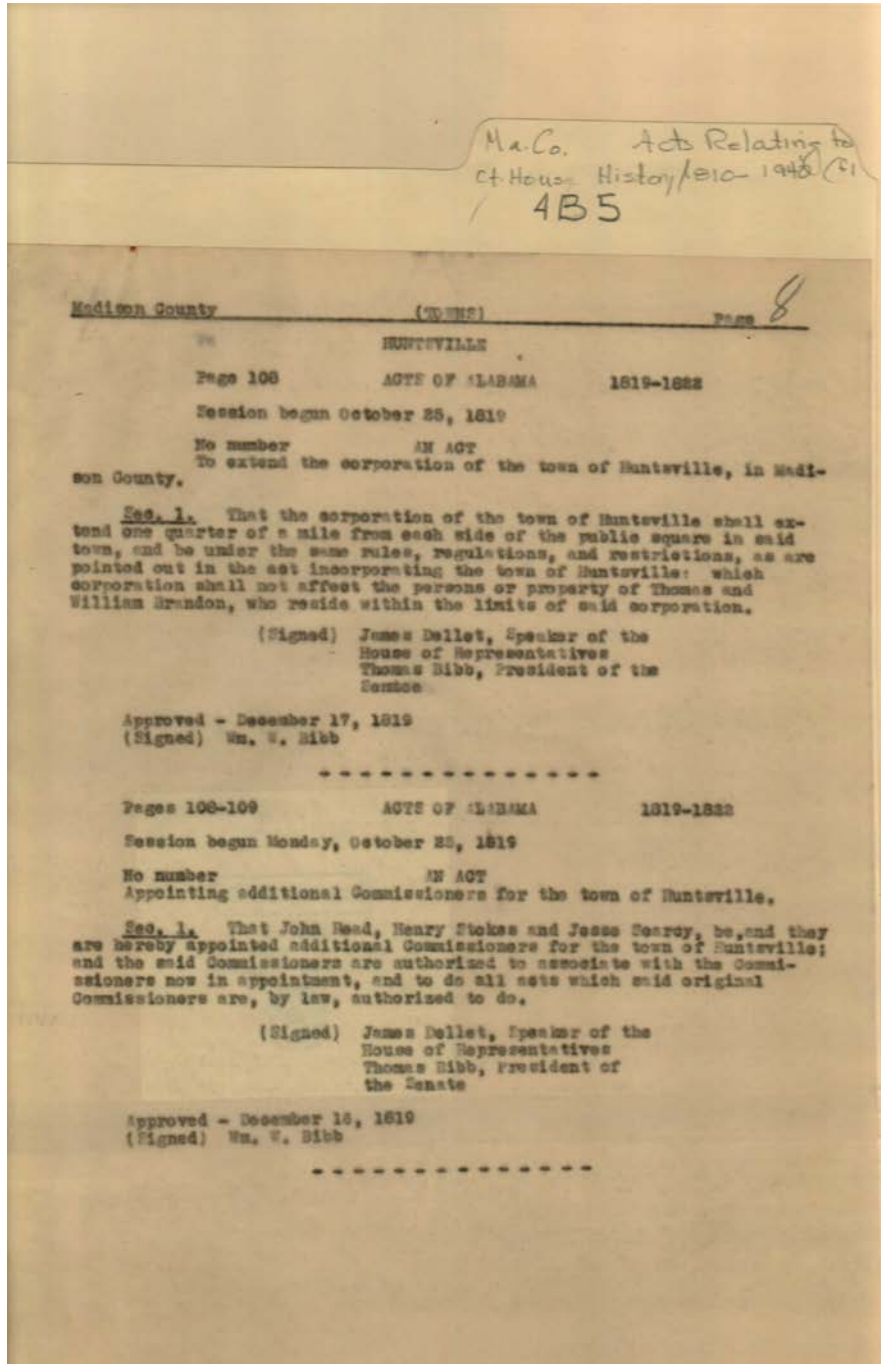 Ma. Co. Acts Relating to
Ct House History 1810-1948
4B5
Madison County (TOWNS) Page 8
HUNTSVILLE
Page 108 ACTS OF ALABAMA 1819-1822
Session begun October 25, 1819
No number AN ACT
To extend the corporation of the town of Huntsville, in Madi-
son County.
Sec. 1. That the corporation of the town of Huntsville shall ex-
tend one quarter of a mile from each side of the public square in said
town, and be under the same rules, regulations, and restrictions, as are
pointed out in the act incorporating the town of Huntsville: which
corporation shall not affect the persons or property of Thomas and
William Brandon, who reside within the limits of said corporation.
(Signed) James Dellet, Speaker of the
House of Representatives
Thomas Bibb, President of the
Approved - December 17, 1819
(Signed) Wm. W. Bibb
- - - - - - - - - - - - - -
Pages 108-109 ACTS OF ALABAMA 1819-1822
Session begun Monday, October 25, 1819
No number AN ACT
Appointing additional Commissioners for the town of Huntsville.
Sec. 1. That John Read, Henry Stokes and Jesse Searcy, be,and they
are hereby appointed additional Commissioners for the town of Huntsville;
and the said Commissioners are authorized to associate with the Commi-
ssioners now in appointment, and to do all acts which said original
Commissioners are, by law, authorized to do.
(Signed) James Dellet, Speaker of the
House of Representatives
Thomas Bibb, President of
the Senate
Approved - December 16, 1819
(Signed) Wm. W. Bibb
- - - - - - - - - - - - - -